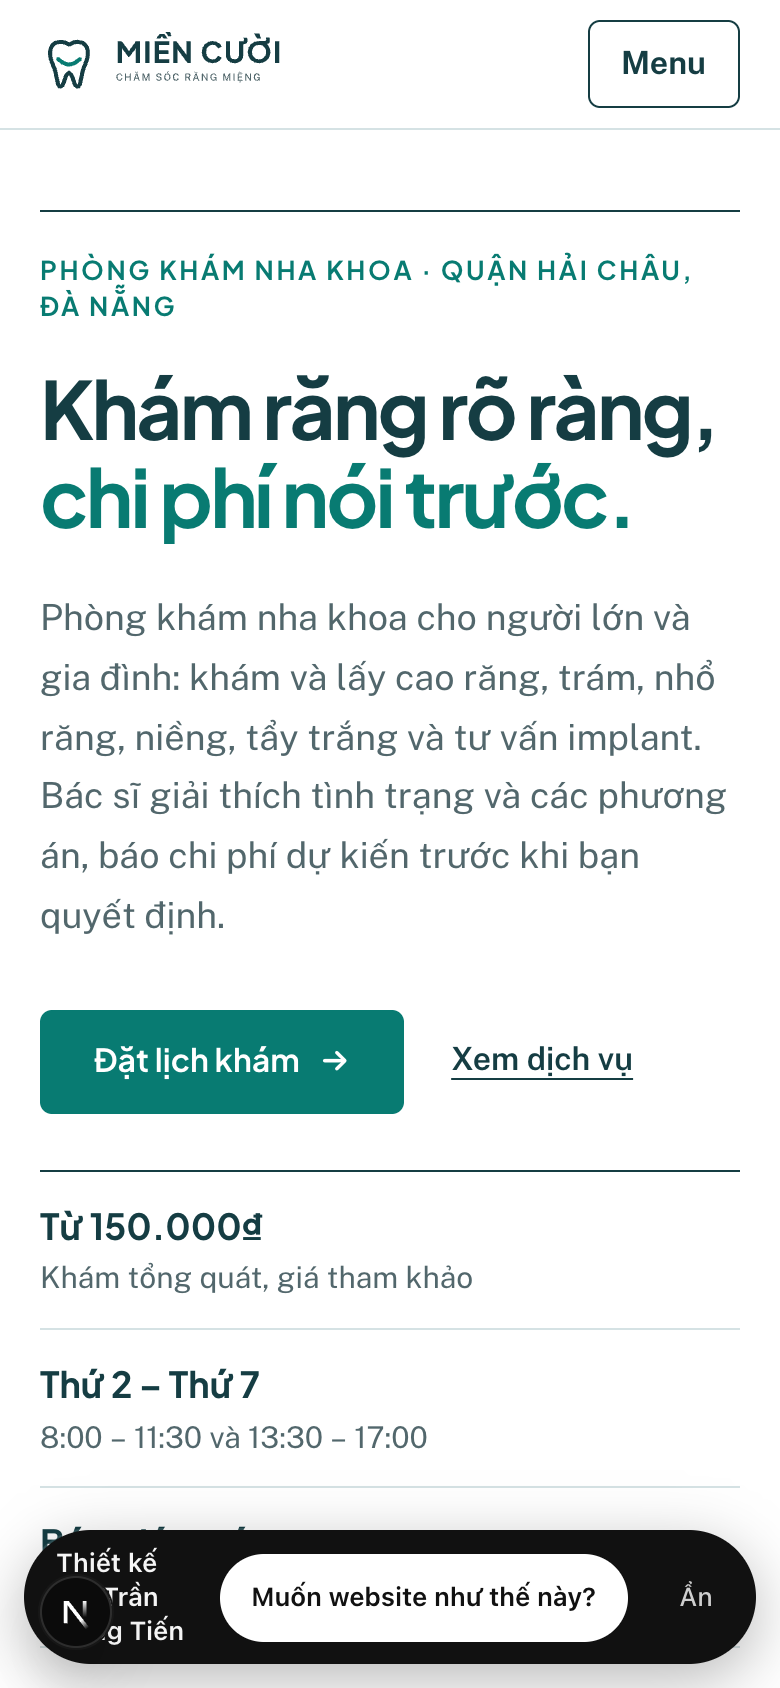 MIỀN CƯỜI
CHĂM SÓC RĂNG MIỆNG
Menu
PHÒNG KHÁM NHA KHOA · QUẬN HẢI CHÂU,
ĐÀ NẴNG
Khám răng rõ ràng,
chi phí nói trước.
Phòng khám nha khoa cho người lớn và
gia đình: khám và lấy cao răng, trám, nhổ
răng, niềng, tẩy trắng và tư vấn implant.
Bác sĩ giải thích tình trạng và các phương
án, báo chi phí dự kiến trước khi bạn
quyết định.
Đặt lịch khám →
Xem dịch vụ
Từ 150.000₫
Khám tổng quát, giá tham khảo
Thứ 2 – Thứ 7
8:00 – 11:30 và 13:30 – 17:00
Thiết kế
Trần
Tiến
N
Muốn website như thế này?
Ẩn